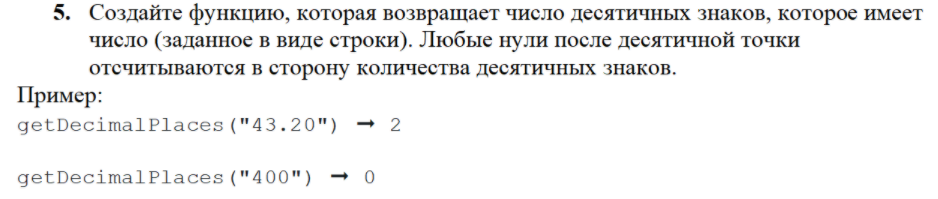 5. Создайте функцию, которая возвращает число десятичных знаков, которое имеет
число (заданное в виде строки). Любые нули после десятичной точки
отсчитываются в сторону количества десятичных знаков.
Пример:
getDecimalPlaces("43.20") ➞ 2
getDecimalPlaces("400") ➞ 0